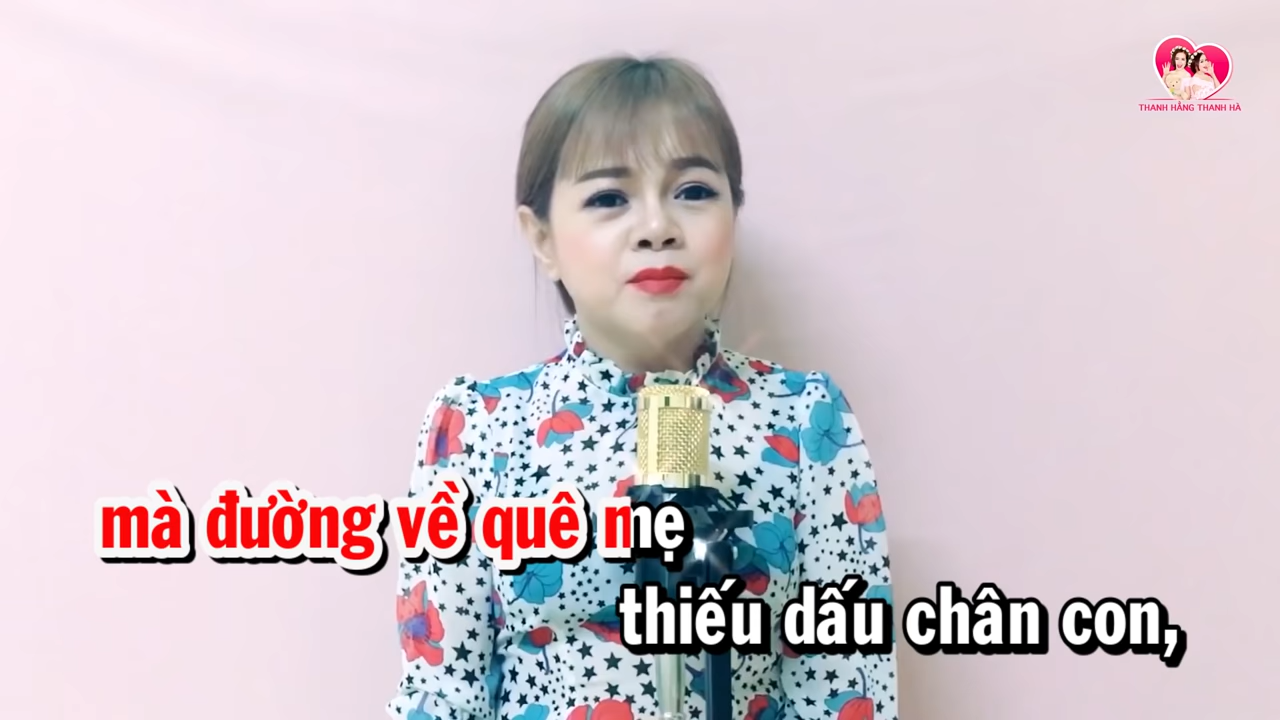 THANH HẰNG THANH HÀ
mà đường về quê mẹ
thiếu dấu chân con,